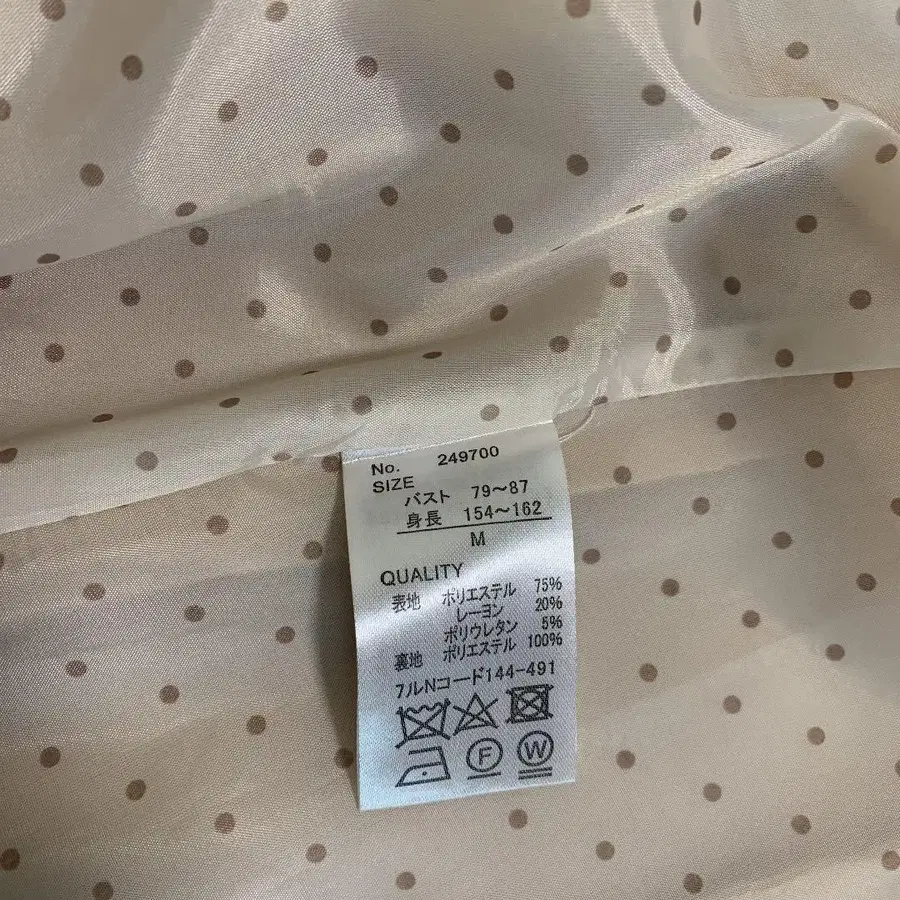 No. 249700
SIZE
バスト 79〜87
身長 154〜162
M
QUALITY
表地 ポリエステル 75%
レーヨン 20%
ポリウレタン 5%
裏地 ポリエステル 100%
フルNコード144-491
F W